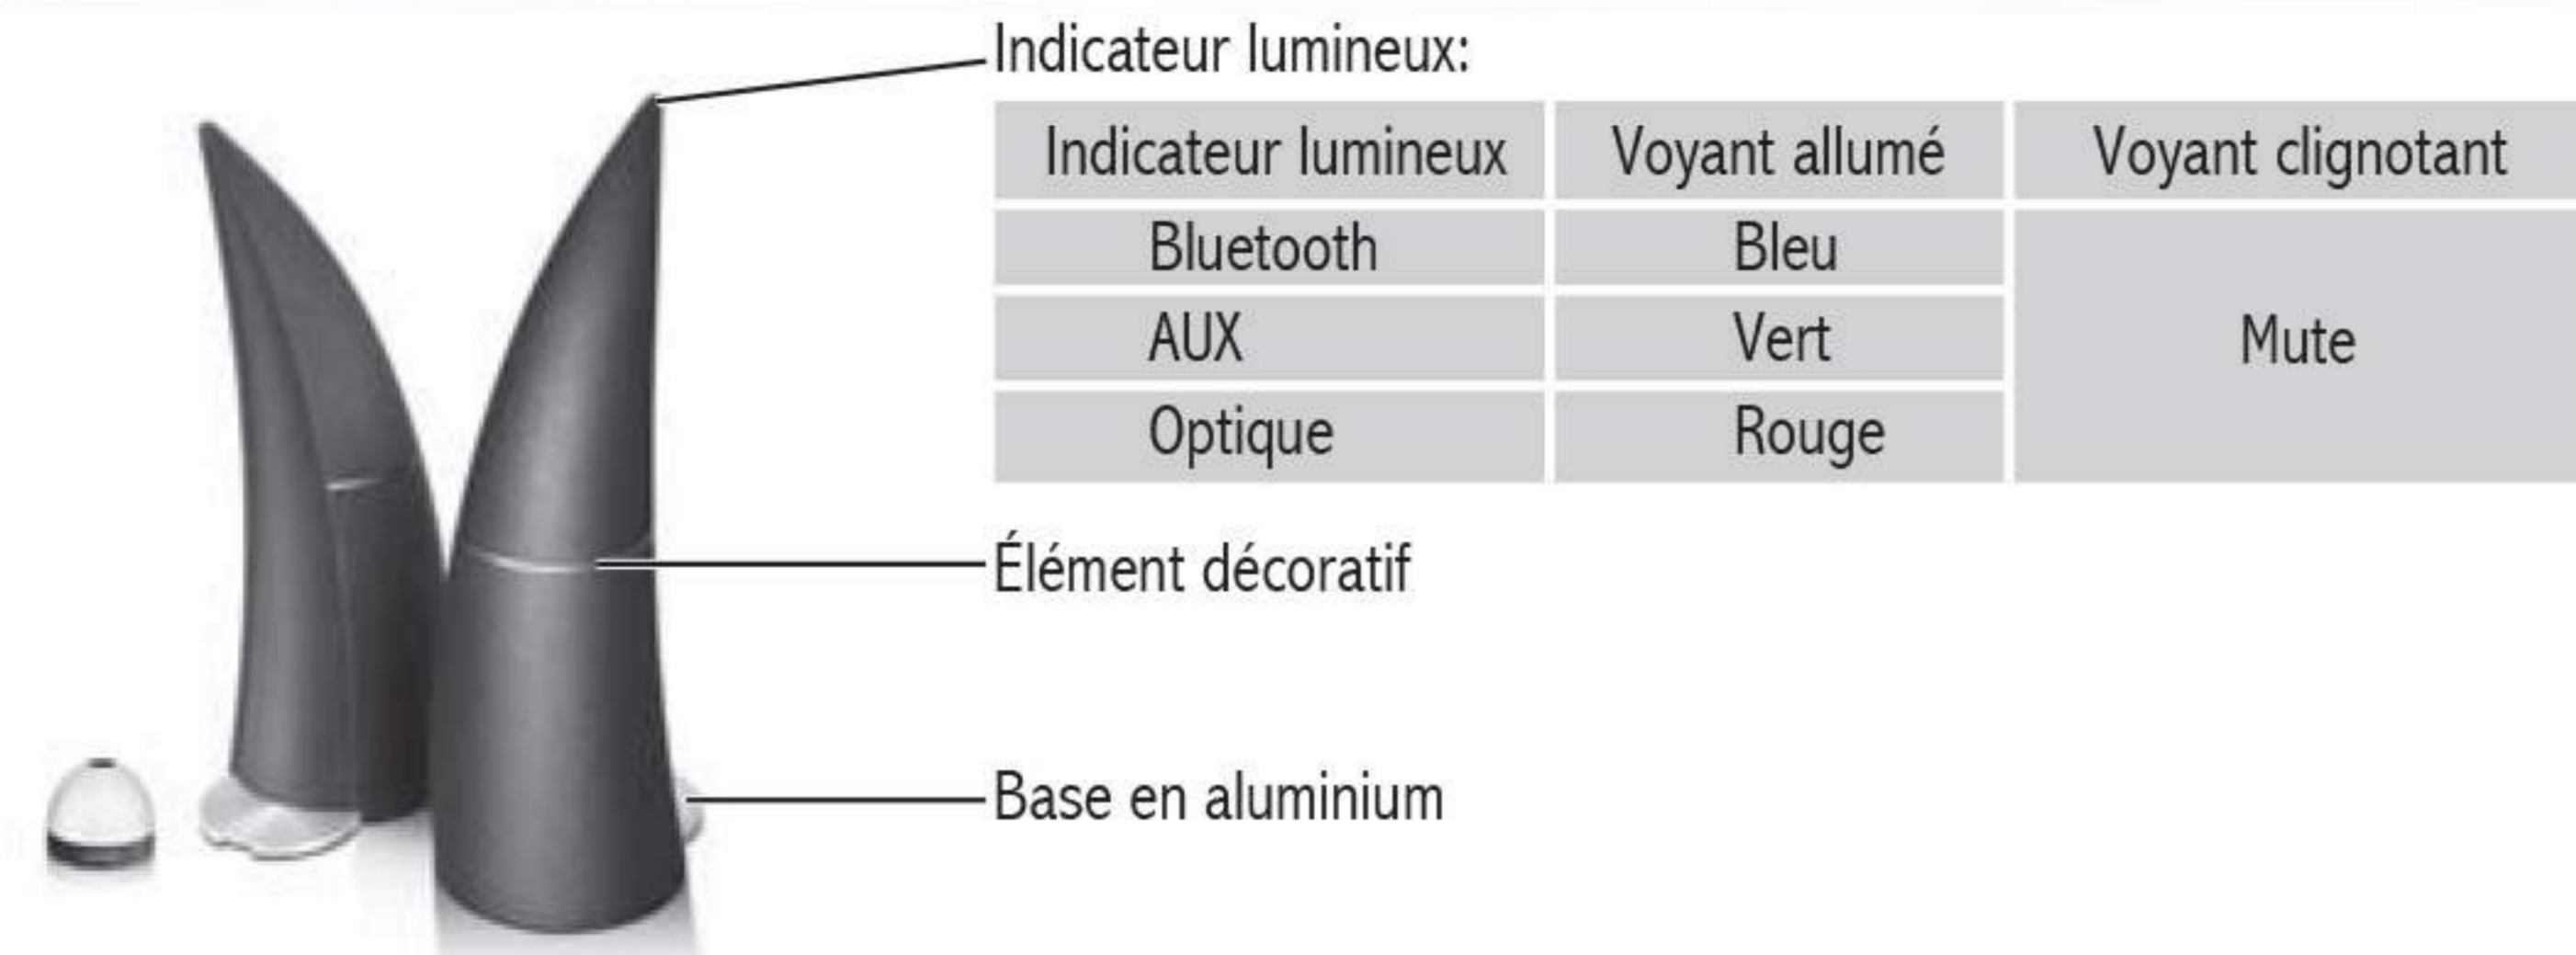 Indicateur lumineux:
Indicateur lumineux Voyant allumé Voyant clignotant
Bluetooth Bleu
AUX Vert Mute
Optique Rouge
Élément décoratif
Base en aluminium